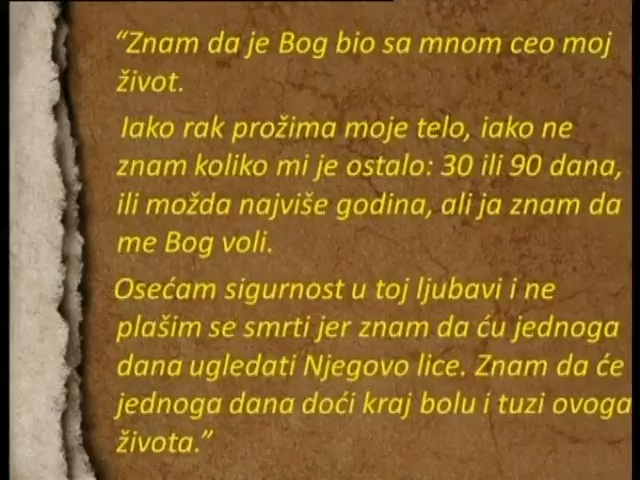 “Znam da je Bog bio sa mnom ceo moj
život.
Iako rak prožima moje telo, iako ne
znam koliko mi je ostalo: 30 ili 90 dana,
ili možda najviše godina, ali ja znam da
me Bog voli.
Osećam sigurnost u toj ljubavi i ne
plašim se smrti jer znam da ću jednoga
dana ugledati Njegovo lice. Znam da će
jednoga dana doći kraj bolu i tuzi ovoga
života.”